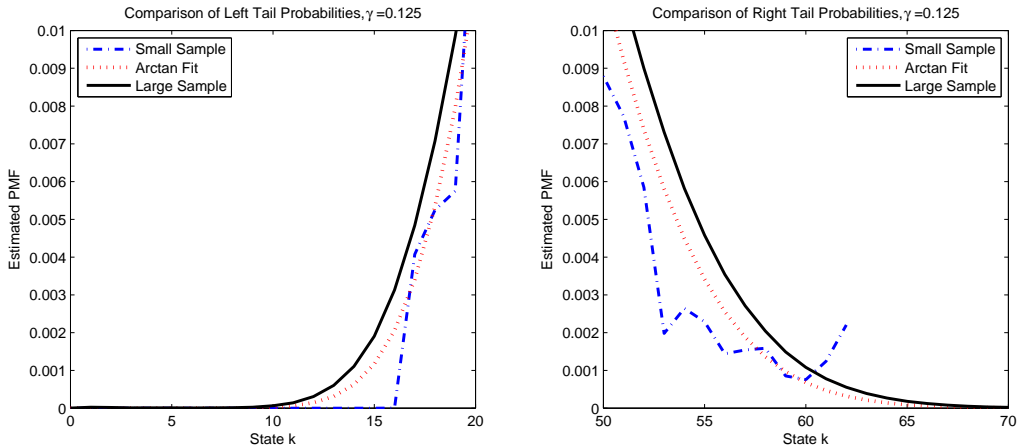 Comparison of Left Tail Probabilities,γ=0.125
0.01
0.009
0.008
0.007
0.006
0.005
0.004
0.003
0.002
0.001
0
Estimated PMF
Small Sample
Arctan Fit
Large Sample
0 5 10 15 20
State k
Comparison of Right Tail Probabilities,γ=0.125
0.01
0.009
0.008
0.007
0.006
0.005
0.004
0.003
0.002
0.001
0
Estimated PMF
Small Sample
Arctan Fit
Large Sample
50 55 60 65 70
State k